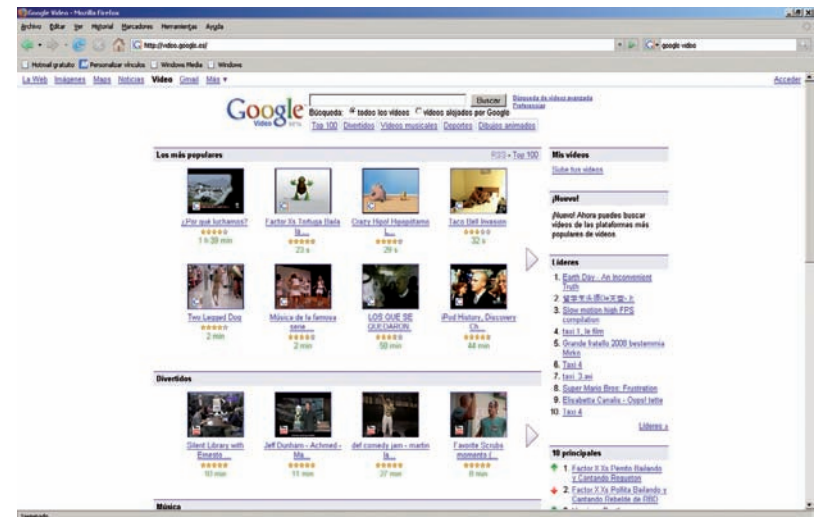 Google Video - Mozilla Firefox
Archivo Editar Ver Historial Marcadores Herramientas Ayuda
http://video.google.es/
google video
Hotmail gratuito Personalizar vínculos Windows Media Windows
La Web Imágenes Maps Noticias Vídeo Gmail Más ▼
Acceder
Google
Video BETA
Buscar
Búsqueda de vídeos avanzada
Preferencias
Búsqueda: todos los vídeos vídeos alojados por Google
Top 100 Divertidos Vídeos musicales Deportes Dibujos animados
Los más populares
RSS - Top 100
¿Por qué luchamos?
1 h 39 min
Factor Xs Tortuga Baila la ...
23 s
Crazy Hipo! Hipopótamo L...
29 s
Taco Bell Invasion
32 s
Two Legged Dog
2 min
Música de la famosa serie ...
2 min
LOS QUE SE QUEDARON
50 min
iPod History, Discovery Ch...
44 min
Divertidos
Silent Library with Ernesto ...
10 min
Jeff Dunham - Achmed - Ma...
11 min
def comedy jam - martin la...
27 min
Favorite Scrubs moments (...
8 min
Música
Mis vídeos
Sube tus vídeos
¡Nuevo!
¡Nuevo! Ahora puedes buscar
vídeos de las plataformas más
populares de vídeos.
Líderes
1. Earth Day - An Inconvenient
Truth
2.
3. Slow motion high FPS
compilation
4. taxi 1, le film
5. Grande fratello 2008 bestemmia
Mirko
6. Taxi 4
7. taxi 3.avi
8. Super Mario Bros: Frustration
9. Elisabetta Canalis - Oops! tette
10. Taxi 4
Líderes »
10 principales
1. Factor X Xs Perrito Bailando
y Cantando Regueton
2. Factor X Xs Pollita Bailando y
Cantando Rebelde de RBD